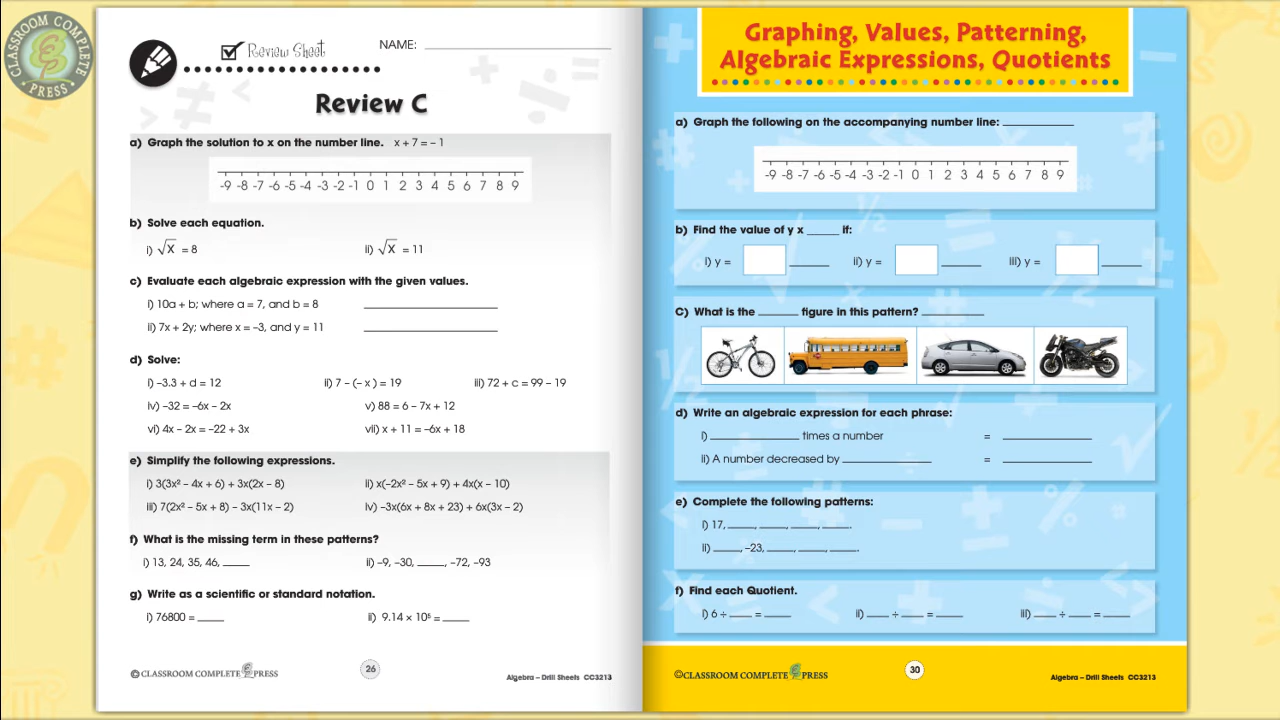 CLASSROOM COMPLETE PRESS
Review Sheet
NAME:
Review C
a) Graph the solution to x on the number line. x + 7 = – 1
-9 -8 -7 -6 -5 -4 -3 -2 -1 0 1 2 3 4 5 6 7 8 9
b) Solve each equation.
i) √x = 8 ii) √x = 11
c) Evaluate each algebraic expression with the given values.
i) 10a + b; where a = 7, and b = 8
ii) 7x + 2y; where x = –3, and y = 11
d) Solve:
i) –3.3 + d = 12 ii) 7 – (– x ) = 19 iii) 72 + c = 99 – 19
iv) –32 = –6x – 2x v) 88 = 6 – 7x + 12
vi) 4x – 2x = –22 + 3x vii) x + 11 = –6x + 18
e) Simplify the following expressions.
i) 3(3x² – 4x + 6) + 3x(2x – 8) ii) x(–2x² – 5x + 9) + 4x(x – 10)
iii) 7(2x² – 5x + 8) – 3x(11x – 2) iv) –3x(6x + 8x + 23) + 6x(3x – 2)
f) What is the missing term in these patterns?
i) 13, 24, 35, 46, ____ ii) –9, –30, ____, –72, –93
g) Write as a scientific or standard notation.
i) 76800 = ____ ii) 9.14 × 10⁵ = ____
© CLASSROOM COMPLETE PRESS
26
Algebra – Drill Sheets CC3213
Graphing, Values, Patterning,
Algebraic Expressions, Quotients
a) Graph the following on the accompanying number line: ____
-9 -8 -7 -6 -5 -4 -3 -2 -1 0 1 2 3 4 5 6 7 8 9
b) Find the value of y x ____ if:
i) y = ____ ii) y = ____ iii) y = ____
C) What is the ____ figure in this pattern? ____
d) Write an algebraic expression for each phrase:
i) ____ times a number = ____
ii) A number decreased by ____ = ____
e) Complete the following patterns:
i) 17, ____, ____, ____, ____.
ii) ____, –23, ____, ____, ____.
f) Find each Quotient.
i) 6 ÷ ____ = ____ ii) ____ ÷ ____ = ____ iii) ____ ÷ ____ = ____
©CLASSROOM COMPLETE PRESS
30
Algebra – Drill Sheets CC3213